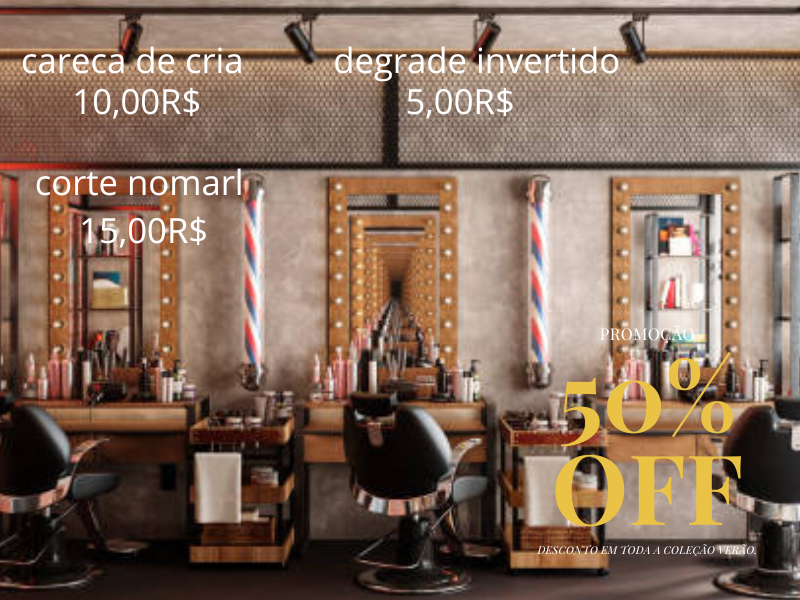 careca de cria
10,00R$
degrade invertido
5,00R$
corte nomarl
15,00R$
PROMOÇÃO
50%
OFF
DESCONTO EM TODA A COLEÇÃO VERÃO.